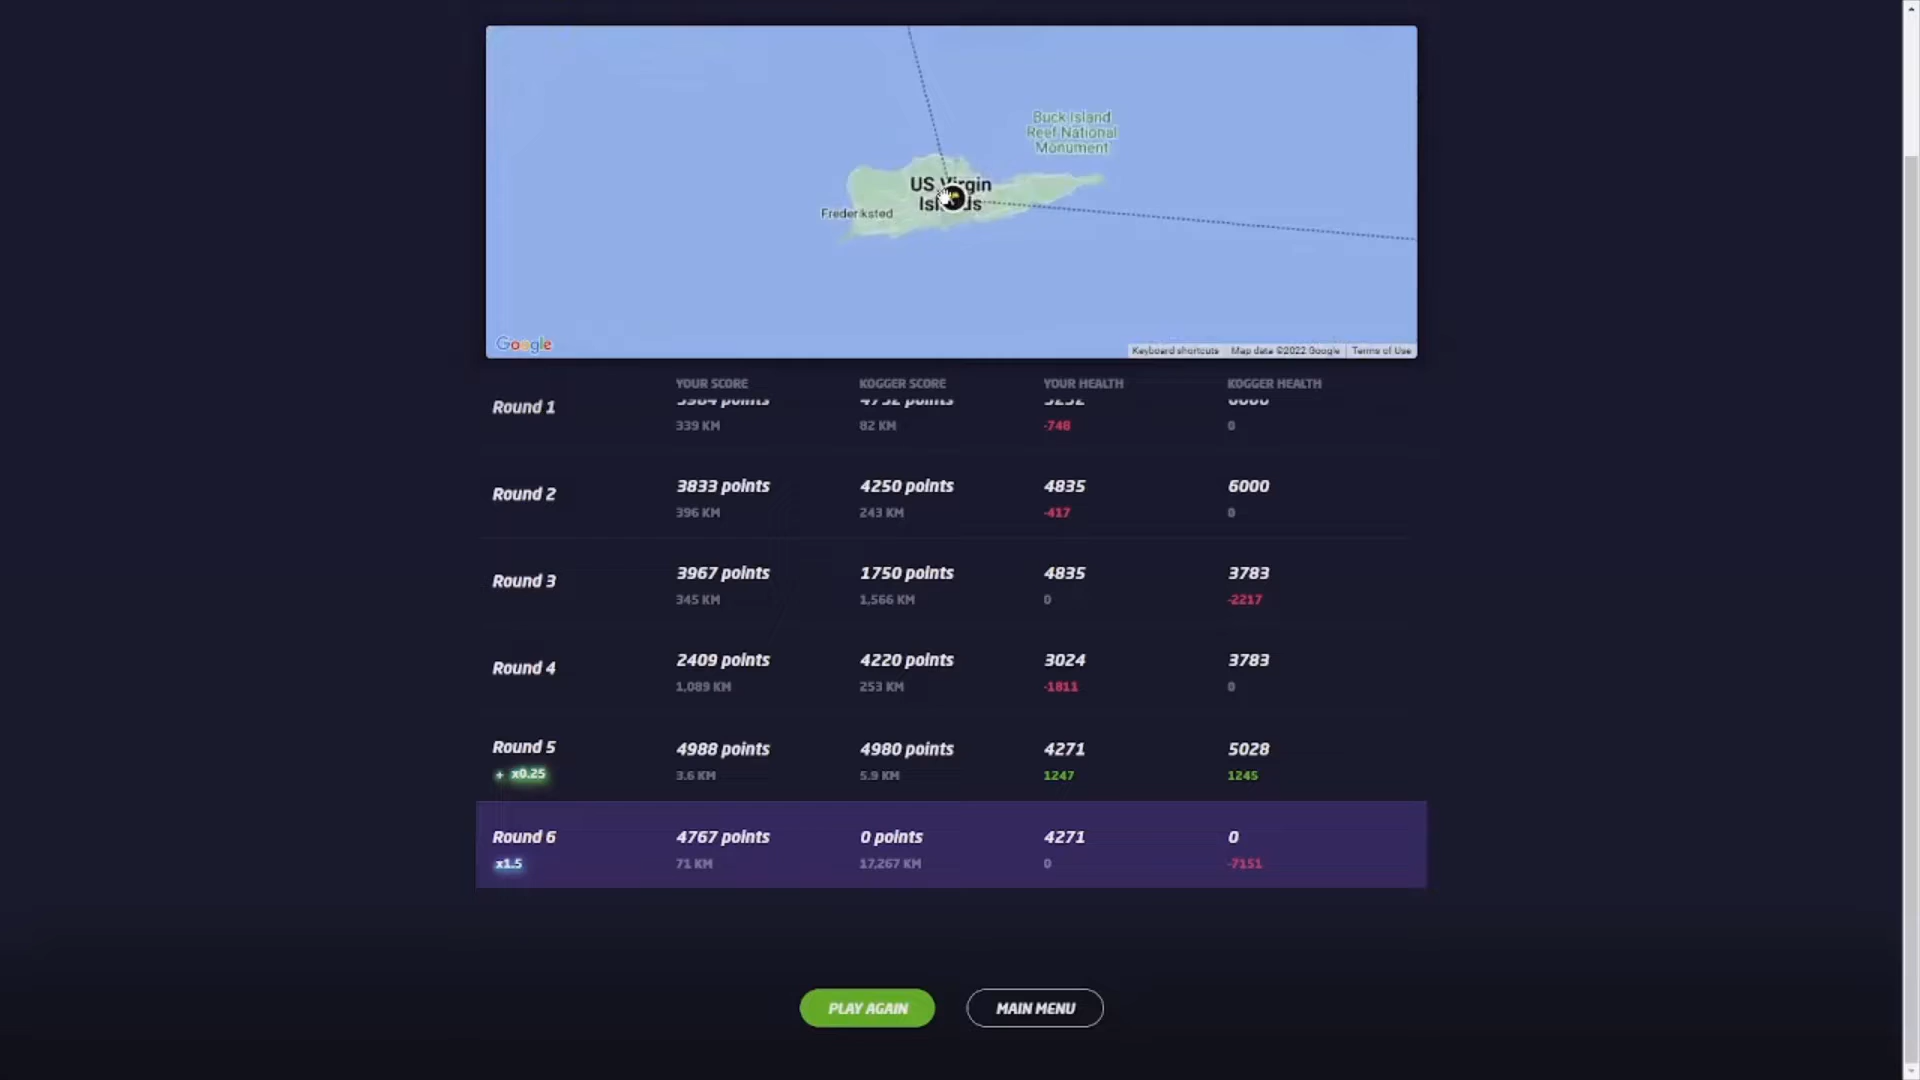 Buck Island
Reef National
Monument
US Virgin
Frederiksted
Google
Keyboard shortcuts Map data ©2022 Google Terms of Use
YOUR SCORE KOGGER SCORE YOUR HEALTH KOGGER HEALTH
Round 1
339 KM 82 KM -748 0
Round 2 3833 points 4250 points 4835 6000
396 KM 243 KM -417 0
Round 3 3967 points 1750 points 4835 3783
345 KM 1,566 KM 0 -2217
Round 4 2409 points 4220 points 3024 3783
1,089 KM 253 KM -1811 0
Round 5 4988 points 4980 points 4271 5028
+ x0.25 3.6 KM 5.9 KM 1247 1245
Round 6 4767 points 0 points 4271 0
x1.5 71 KM 17,267 KM 0 -7151
PLAY AGAIN MAIN MENU